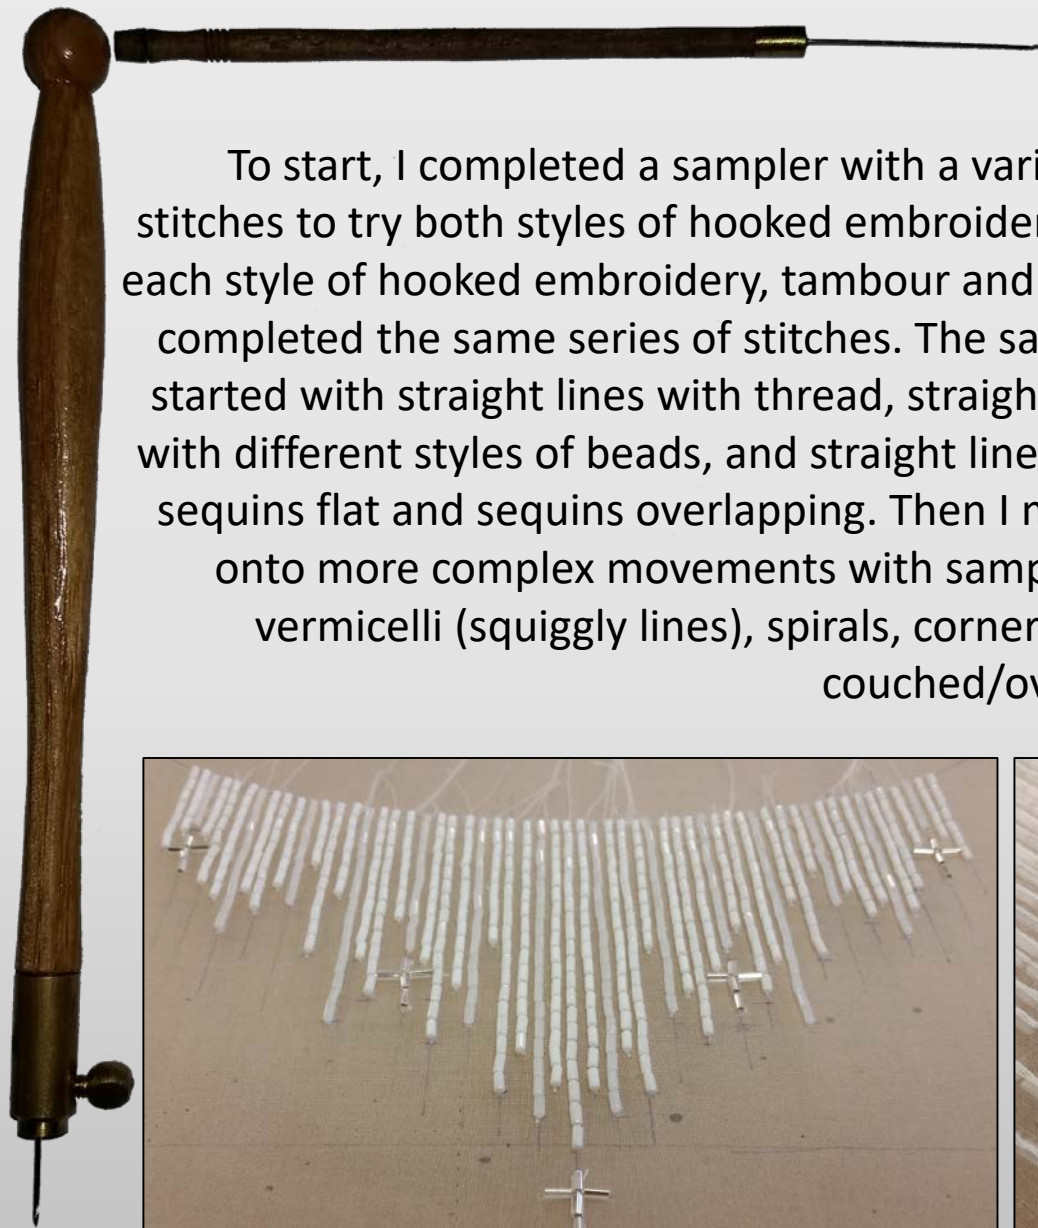 To start, I completed a sampler with a vari
stitches to try both styles of hooked embroider
each style of hooked embroidery, tambour and
completed the same series of stitches. The sa
started with straight lines with thread, straigh
with different styles of beads, and straight line
sequins flat and sequins overlapping. Then I
onto more complex movements with samp
vermicelli (squiggly lines), spirals, corner
couched/ov